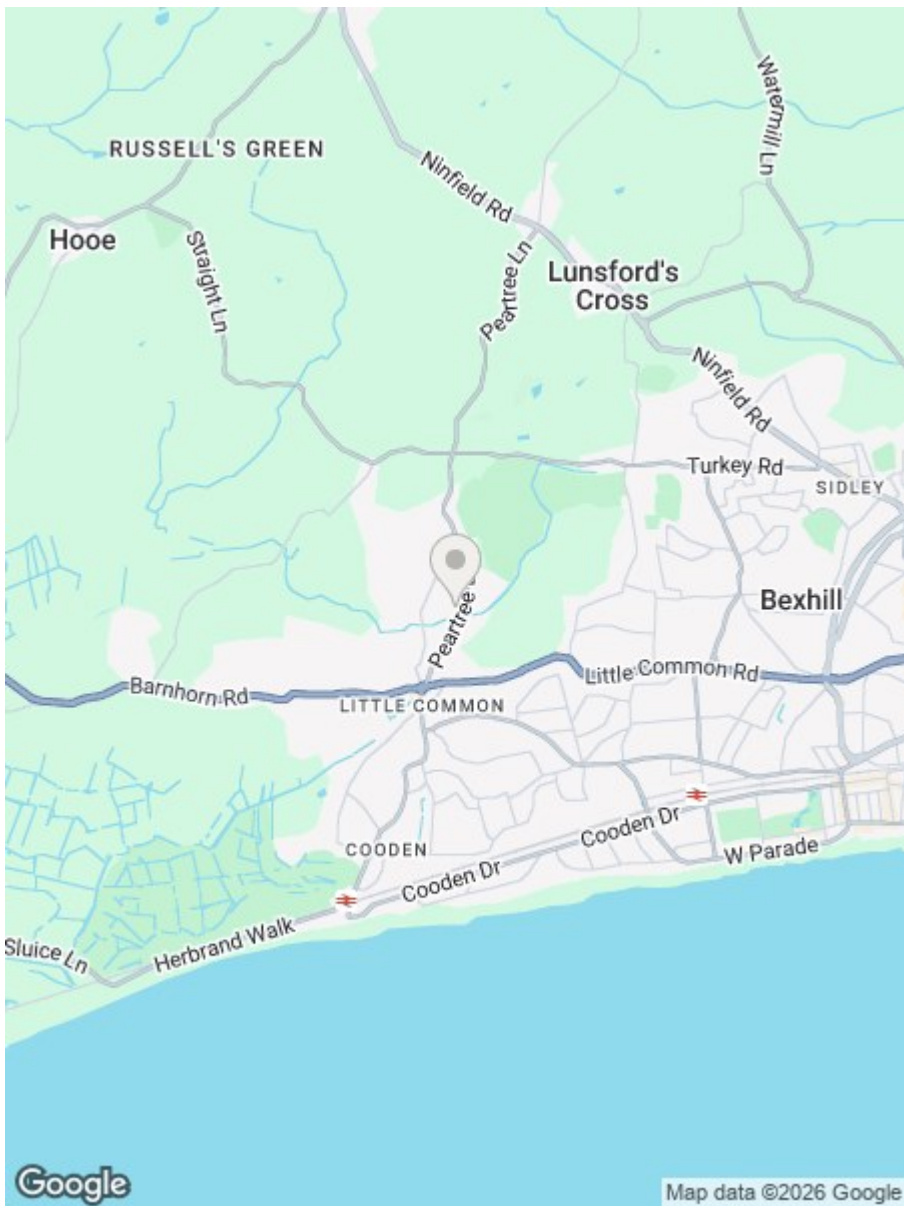 Watermill Ln
RUSSELL'S GREEN
Ninfield Rd
Hooe
Straight Ln
Peartree Ln
Lunsford's
Cross
Ninfield Rd
Turkey Rd
SIDLEY
Bexhill
Peartree
Little Common Rd
Barnhorn Rd
LITTLE COMMON
Cooden Dr
COODEN
W Parade
Cooden Dr
Herbrand Walk
Sluice Ln
Google
Map data ©2026 Google